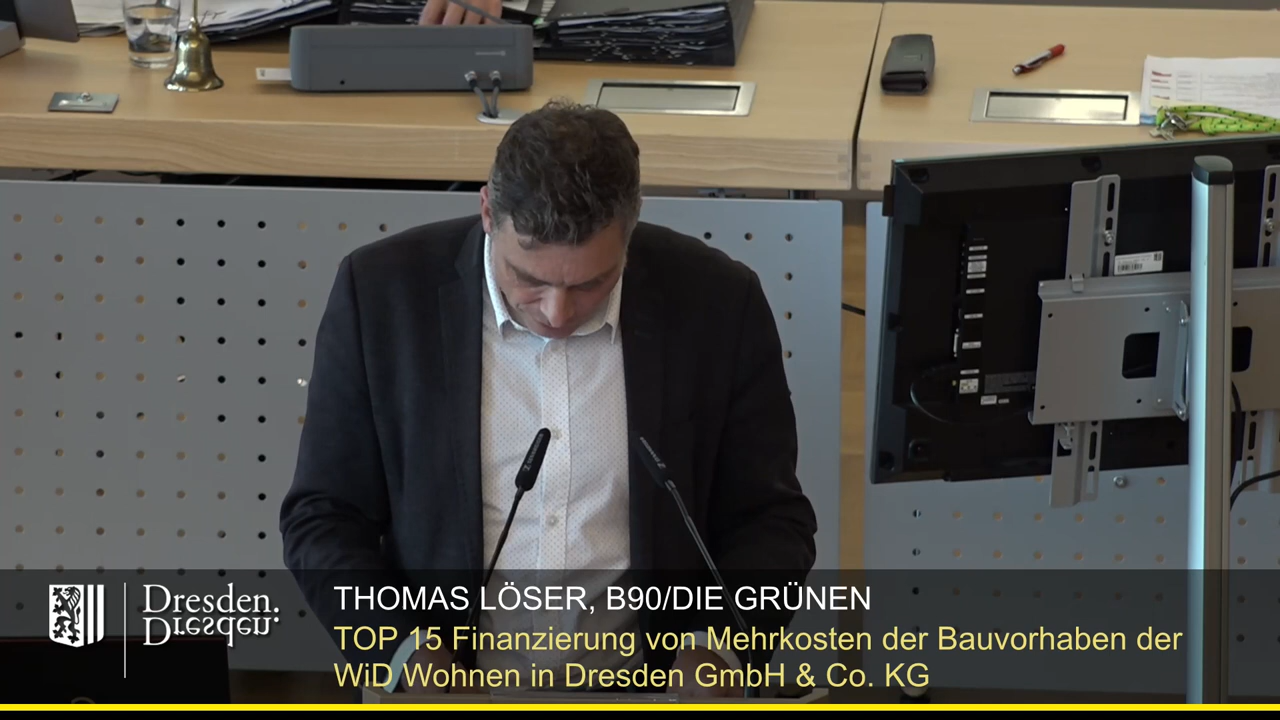 Dresden.
Dresden.
THOMAS LÖSER, B90/DIE GRÜNEN
TOP 15 Finanzierung von Mehrkosten der Bauvorhaben der
WiD Wohnen in Dresden GmbH & Co. KG